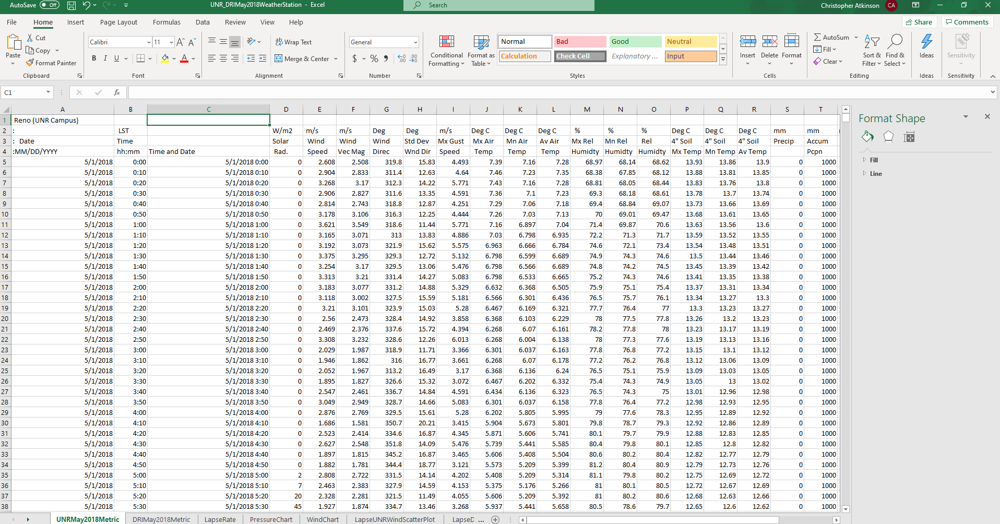 AutoSave Off UNR_DRIMay2018WeatherStation - Excel Search Christopher Atkinson CA
File Home Insert Page Layout Formulas Data Review View Help Share Comments
Cut Calibri 11 Wrap Text General Normal Bad Good Neutral AutoSum
Paste Copy B I U Merge & Center $ % 9 Conditional Formatting Format as Table Calculation Check Cell Explanatory ... Input Insert Delete Format Fill Sort & Filter Find & Select Ideas Sensitivity
Format Painter Clear
Clipboard Font Alignment Number Styles Cells Editing Ideas Sensitivity
C1 fx
A B C D E F G H I J K L M N O P Q R S T
1 Reno (UNR Campus)
2 : LST W/m2 m/s m/s Deg Deg m/s Deg C Deg C Deg C % % % Deg C Deg C Deg C mm mm
3 : Date Time Solar Wind Wind Wind Std Dev Mx Gust Mx Air Mn Air Av Air Mx Rel Mn Rel Rel 4" Soil 4" Soil 4" Soil Precip Accum
4 :MM/DD/YYYY hh:mm Time and Date Rad. Speed Vec Mag Direc Wnd Dir Speed Temp Temp Temp Humidty Humidty Humidty Mx Temp Mn Temp Av Temp Pcpn
5 5/1/2018 0:00 5/1/2018 0:00 0 2.608 2.508 319.8 15.83 4.493 7.39 7.16 7.28 68.97 68.14 68.62 13.93 13.86 13.9 0 1000
6 5/1/2018 0:10 5/1/2018 0:10 0 2.904 2.833 311.4 12.63 4.64 7.46 7.23 7.35 68.38 67.85 68.12 13.88 13.81 13.85 0 1000
7 5/1/2018 0:20 5/1/2018 0:20 0 3.268 3.17 312.3 14.22 5.771 7.43 7.16 7.28 68.81 68.05 68.44 13.83 13.76 13.8 0 1000
8 5/1/2018 0:30 5/1/2018 0:30 0 2.906 2.827 311.6 13.35 4.591 7.36 7.1 7.23 69.3 68.18 68.61 13.78 13.7 13.74 0 1000
9 5/1/2018 0:40 5/1/2018 0:40 0 2.814 2.743 318.8 12.87 4.251 7.29 7.06 7.18 69.4 68.84 69.07 13.73 13.66 13.69 0 1000
10 5/1/2018 0:50 5/1/2018 0:50 0 3.178 3.106 316.3 12.25 4.444 7.26 7.03 7.13 70 69.01 69.47 13.68 13.61 13.65 0 1000
11 5/1/2018 1:00 5/1/2018 1:00 0 3.621 3.549 318.6 11.44 5.771 7.16 6.897 7.04 71.4 69.87 70.6 13.63 13.56 13.6 0 1000
12 5/1/2018 1:10 5/1/2018 1:10 0 3.165 3.071 313 13.83 4.886 7.03 6.798 6.935 72.2 71.3 71.7 13.59 13.52 13.55 0 1000
13 5/1/2018 1:20 5/1/2018 1:20 0 3.192 3.073 321.9 15.62 5.575 6.963 6.666 6.784 74.6 72.1 73.4 13.54 13.48 13.51 0 1000
14 5/1/2018 1:30 5/1/2018 1:30 0 3.375 3.295 329.3 12.72 5.132 6.798 6.599 6.689 74.9 74.3 74.6 13.5 13.44 13.46 0 1000
15 5/1/2018 1:40 5/1/2018 1:40 0 3.254 3.17 329.5 13.06 5.476 6.798 6.566 6.689 74.8 74.2 74.5 13.45 13.39 13.42 0 1000
16 5/1/2018 1:50 5/1/2018 1:50 0 3.313 3.21 331.4 14.27 5.083 6.798 6.533 6.665 75.2 74.3 74.6 13.41 13.35 13.38 0 1000
17 5/1/2018 2:00 5/1/2018 2:00 0 3.183 3.077 331.2 14.88 5.329 6.632 6.368 6.505 75.9 75.1 75.4 13.37 13.31 13.34 0 1000
18 5/1/2018 2:10 5/1/2018 2:10 0 3.118 3.002 327.5 15.59 5.181 6.566 6.301 6.436 76.5 75.7 76.1 13.34 13.27 13.3 0 1000
19 5/1/2018 2:20 5/1/2018 2:20 0 3.21 3.101 323.9 15.03 5.28 6.467 6.169 6.321 77.7 76.4 77 13.3 13.23 13.27 0 1000
20 5/1/2018 2:30 5/1/2018 2:30 0 2.56 2.473 328.4 14.92 3.858 6.368 6.103 6.229 78 77.5 77.8 13.26 13.2 13.23 0 1000
21 5/1/2018 2:40 5/1/2018 2:40 0 2.469 2.376 337.6 15.72 4.394 6.268 6.07 6.161 78.2 77.8 78 13.23 13.17 13.19 0 1000
22 5/1/2018 2:50 5/1/2018 2:50 0 3.308 3.232 328.6 12.26 6.013 6.268 6.004 6.138 78 77.3 77.6 13.19 13.13 13.16 0 1000
23 5/1/2018 3:00 5/1/2018 3:00 0 2.029 1.987 318.9 11.71 3.366 6.301 6.037 6.163 77.8 76.8 77.2 13.15 13.1 13.12 0 1000
24 5/1/2018 3:10 5/1/2018 3:10 0 1.946 1.862 316 16.77 3.661 6.268 6.07 6.178 77.2 76.2 76.8 13.12 13.06 13.09 0 1000
25 5/1/2018 3:20 5/1/2018 3:20 0 2.052 1.967 313.2 16.49 3.17 6.368 6.136 6.24 76.5 75.1 75.9 13.09 13.03 13.05 0 1000
26 5/1/2018 3:30 5/1/2018 3:30 0 1.895 1.827 326.6 15.32 3.072 6.467 6.202 6.332 75.4 74.3 74.9 13.05 13 13.02 0 1000
27 5/1/2018 3:40 5/1/2018 3:40 0 2.547 2.461 336.7 14.84 4.591 6.434 6.136 6.323 76.5 74.3 75 13.01 12.96 12.98 0 1000
28 5/1/2018 3:50 5/1/2018 3:50 0 3.049 2.949 328.7 14.66 5.083 6.301 6.037 6.158 77.8 76.4 77.2 12.98 12.93 12.95 0 1000
29 5/1/2018 4:00 5/1/2018 4:00 0 2.876 2.769 329.5 15.61 5.28 6.202 5.805 5.995 79 77.6 78.3 12.95 12.89 12.92 0 1000
30 5/1/2018 4:10 5/1/2018 4:10 0 1.686 1.581 350.7 20.21 3.415 5.904 5.673 5.801 79.8 78.7 79.3 12.92 12.86 12.89 0 1000
31 5/1/2018 4:20 5/1/2018 4:20 0 2.523 2.414 334.6 16.87 4.345 5.871 5.606 5.741 80.1 79.7 79.9 12.88 12.83 12.85 0 1000
32 5/1/2018 4:30 5/1/2018 4:30 0 2.627 2.548 351.8 14.09 5.476 5.739 5.441 5.585 80.4 79.8 80.1 12.85 12.8 12.82 0 1000
33 5/1/2018 4:40 5/1/2018 4:40 0 1.897 1.815 345.2 16.87 3.465 5.606 5.408 5.504 80.6 80.2 80.4 12.82 12.77 12.79 0 1000
34 5/1/2018 4:50 5/1/2018 4:50 0 1.882 1.781 344.4 18.77 3.121 5.573 5.209 5.399 81.2 80.4 80.9 12.79 12.73 12.76 0 1000
35 5/1/2018 5:00 5/1/2018 5:00 2 2.808 2.722 331.5 14.14 4.202 5.408 5.209 5.314 81.1 79.8 80.2 12.75 12.69 12.72 0 1000
36 5/1/2018 5:10 5/1/2018 5:10 7 2.463 2.383 327.9 14.59 4.153 5.375 5.176 5.266 81 80.1 80.5 12.72 12.67 12.69 0 1000
37 5/1/2018 5:20 5/1/2018 5:20 20 2.328 2.281 321.5 11.49 4.055 5.606 5.209 5.392 81 80.2 80.6 12.68 12.63 12.66 0 1000
38 5/1/2018 5:30 5/1/2018 5:30 45 1.927 1.874 334.7 13.46 3.268 5.937 5.441 5.658 80.5 78.6 79.7 12.65 12.6 12.62 0 1000
UNRMay2018Metric DRIMay2018Metric LapseRate PressureChart WindChart LapseUNRWindScatterPlot LapseD ...
Format Shape
Fill
Line